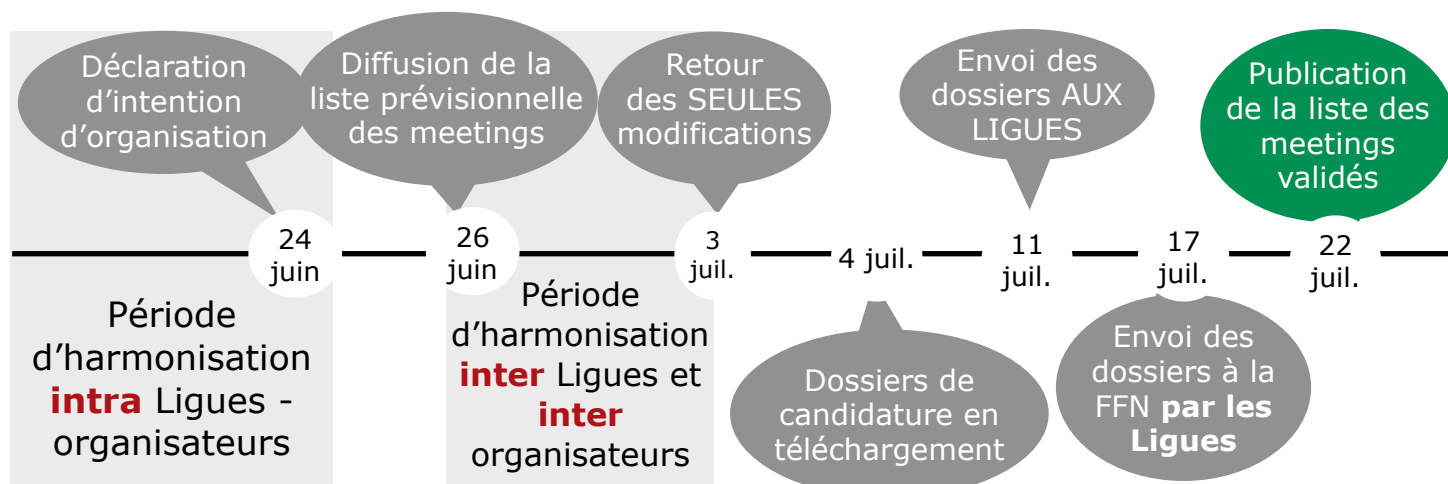 Déclaration
d’intention
d’organisation
Diffusion de la
liste prévisionnelle
des meetings
Retour
des SEULES
modifications
Envoi des
dossiers AUX
LIGUES
Publication
de la liste des
meetings
validés
24
juin
26
juin
3
juil.
4 juil.
11
juil.
17
juil.
22
juil.
Période
d’harmonisation
intra Ligues -
organisateurs
Période
d’harmonisation
inter Ligues et
inter
organisateurs
Dossiers de
candidature en
téléchargement
Envoi des
dossiers à la
FFN par les
Ligues